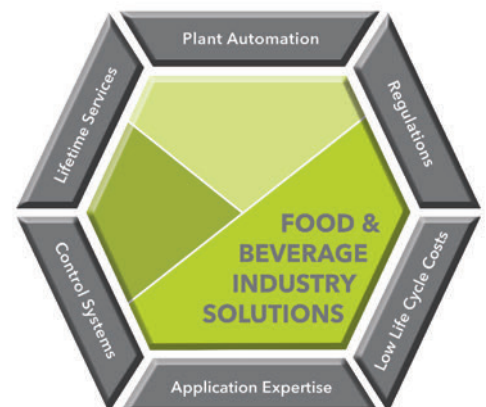 Plant Automation
Lifetime Services
Regulations
FOOD &
BEVERAGE
INDUSTRY
SOLUTIONS
Control Systems
Low Life Cycle Costs
Application Expertise